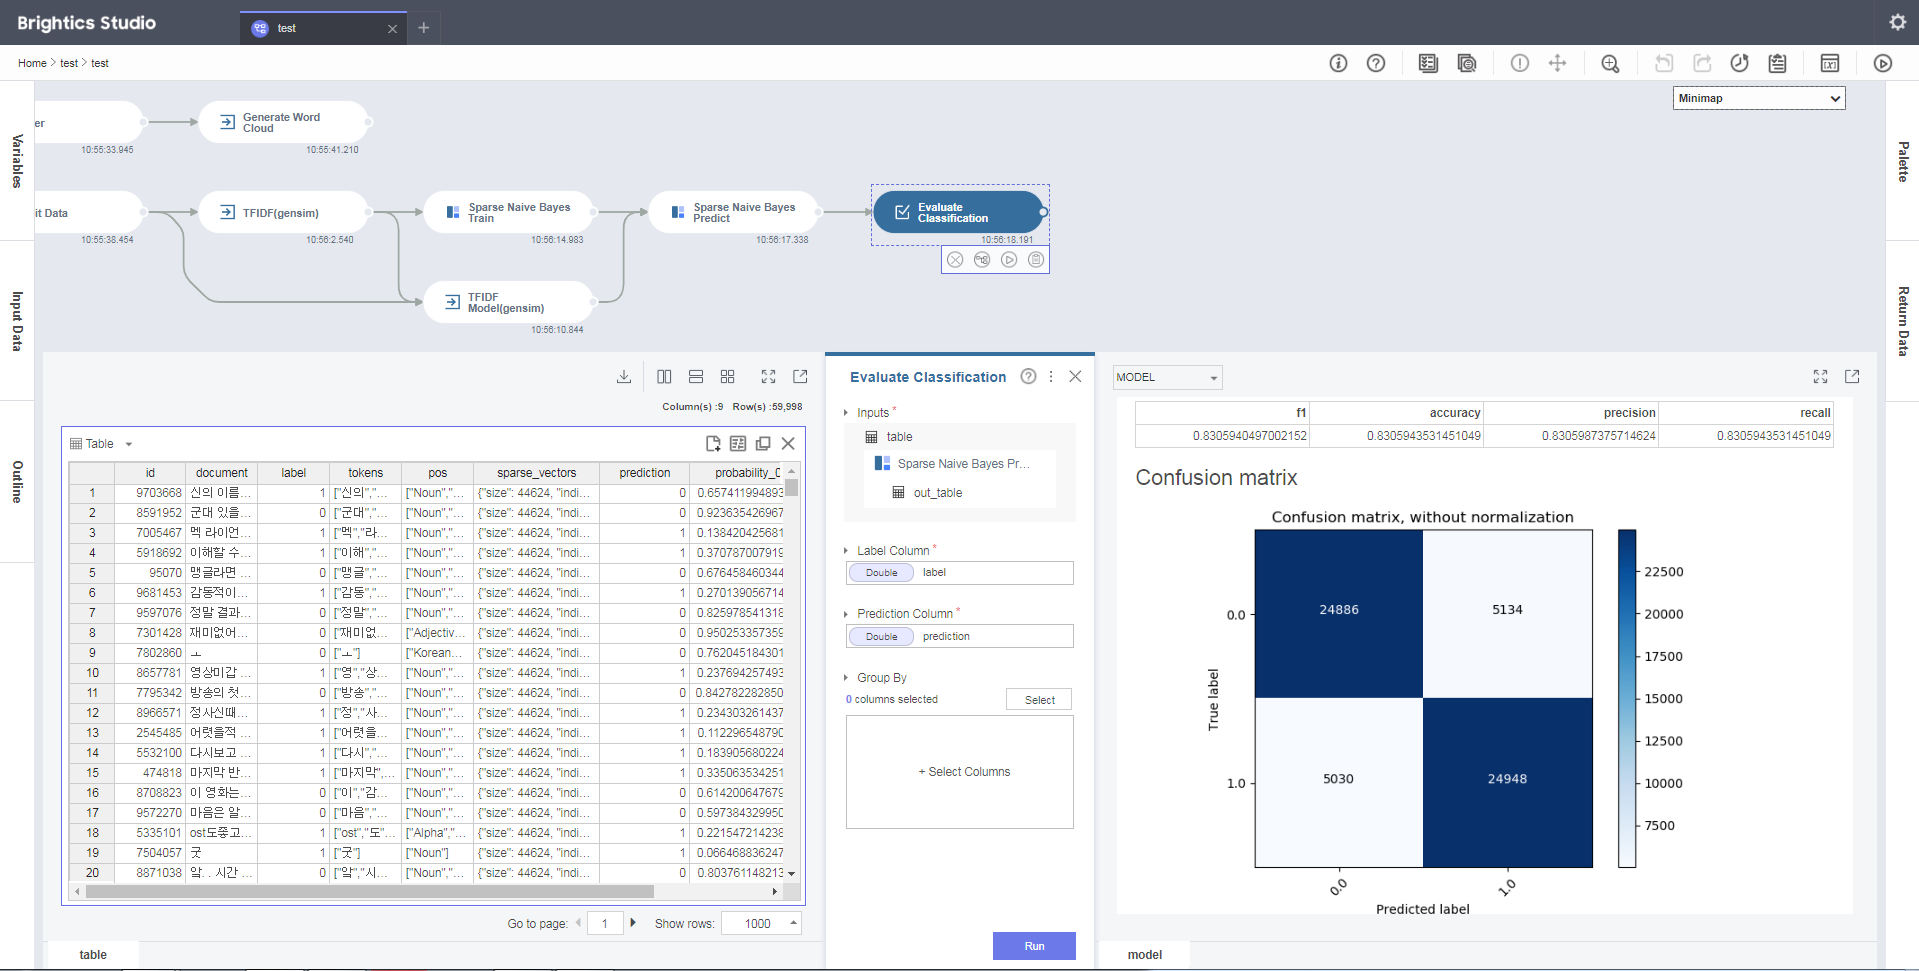 Brightics Studio
test
Home > test > test
Minimap
Variables
Input Data
Outline
Palette
Return Data
er
10:55:33.945
Generate Word
Cloud
10:55:41.210
it Data
10:55:38.454
TFIDF(gensim)
10:56:2.540
Sparse Naive Bayes
Train
10:56:14.983
Sparse Naive Bayes
Predict
10:56:17.338
Evaluate
Classification
10:56:18.191
TFIDF
Model(gensim)
10:56:10.844
Column(s) :9 Row(s) :59,998
Table
id document label tokens pos sparse_vectors prediction probability_0
1 9703668 신의 이름... 1 ["신의","... ["Noun","... {"size": 44624, "indi... 0 0.657411994893
2 8591952 군대 있을... 0 ["군대","... ["Noun","... {"size": 44624, "indi... 0 0.923635426967
3 7005467 멕 라이언... 1 ["멕","라... ["Noun","... {"size": 44624, "indi... 1 0.138420425681
4 5918692 이해할 수... 1 ["이해","... ["Noun","... {"size": 44624, "indi... 1 0.370787007919
5 95070 맹글라면 ... 0 ["맹글","... ["Noun","... {"size": 44624, "indi... 0 0.676458460344
6 9681453 감동적이... 1 ["감동","... ["Noun","... {"size": 44624, "indi... 1 0.270139056714
7 9597076 정말 결과... 0 ["정말","... ["Noun","... {"size": 44624, "indi... 0 0.825978541318
8 7301428 재미없어... 0 ["재미없... ["Adjectiv... {"size": 44624, "indi... 0 0.950253357359
9 7802860 ㅗ 0 ["ㅗ"] ["Korean... {"size": 44624, "indi... 0 0.762045184301
10 8657781 영상미갑 ... 1 ["영","상... ["Noun","... {"size": 44624, "indi... 1 0.237694257493
11 7795342 방송의 첫... 0 ["방송","... ["Noun","... {"size": 44624, "indi... 0 0.842782282850
12 8966571 정사신때... 1 ["정","사... ["Noun","... {"size": 44624, "indi... 1 0.234303261437
13 2545485 어렷을적 ... 1 ["어렷을... ["Noun","... {"size": 44624, "indi... 1 0.112296548790
14 5532100 다시보고 ... 1 ["다시","... ["Noun","... {"size": 44624, "indi... 1 0.183905680224
15 474818 마지막 반... 1 ["마지막",... ["Noun","... {"size": 44624, "indi... 1 0.335063534251
16 8708823 이 영화는... 0 ["이","감... ["Noun","... {"size": 44624, "indi... 0 0.614200647679
17 9572270 마음은 알... 0 ["마음","... ["Noun","... {"size": 44624, "indi... 0 0.597384329950
18 5335101 ost도좋고... 1 ["ost","도"... ["Alpha","... {"size": 44624, "indi... 1 0.221547214238
19 7504057 굿 1 ["굿"] ["Noun"] {"size": 44624, "indi... 1 0.066468836247
20 8871038 앜. . 시간 ... 0 ["앜","시... ["Noun","... {"size": 44624, "indi... 0 0.803761148213
Go to page: 1 Show rows: 1000
table
Evaluate Classification
Inputs *
table
Sparse Naive Bayes Pr...
out_table
Label Column *
Double label
Prediction Column *
Double prediction
Group By
0 columns selected
Select
+ Select Columns
Run
MODEL
f1 accuracy precision recall
0.8305940497002152 0.8305943531451049 0.8305987375714624 0.8305943531451049
Confusion matrix
Confusion matrix, without normalization
24886 5134
5030 24948
0.0
1.0
True label
0.0 1.0
Predicted label
22500
20000
17500
15000
12500
10000
7500
model